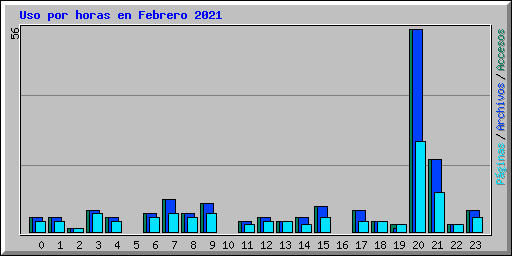 Uso por horas en Febrero 2021
56
0 1 2 3 4 5 6 7 8 9 10 11 12 13 14 15 16 17 18 19 20 21 22 23
Páginas / Archivos / Accesos